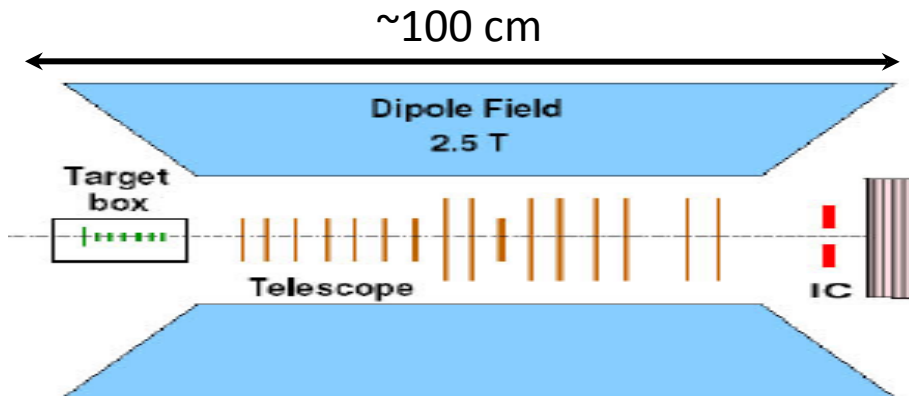 ~100 cm
Dipole Field
2.5 T
Target
box
Telescope
IC